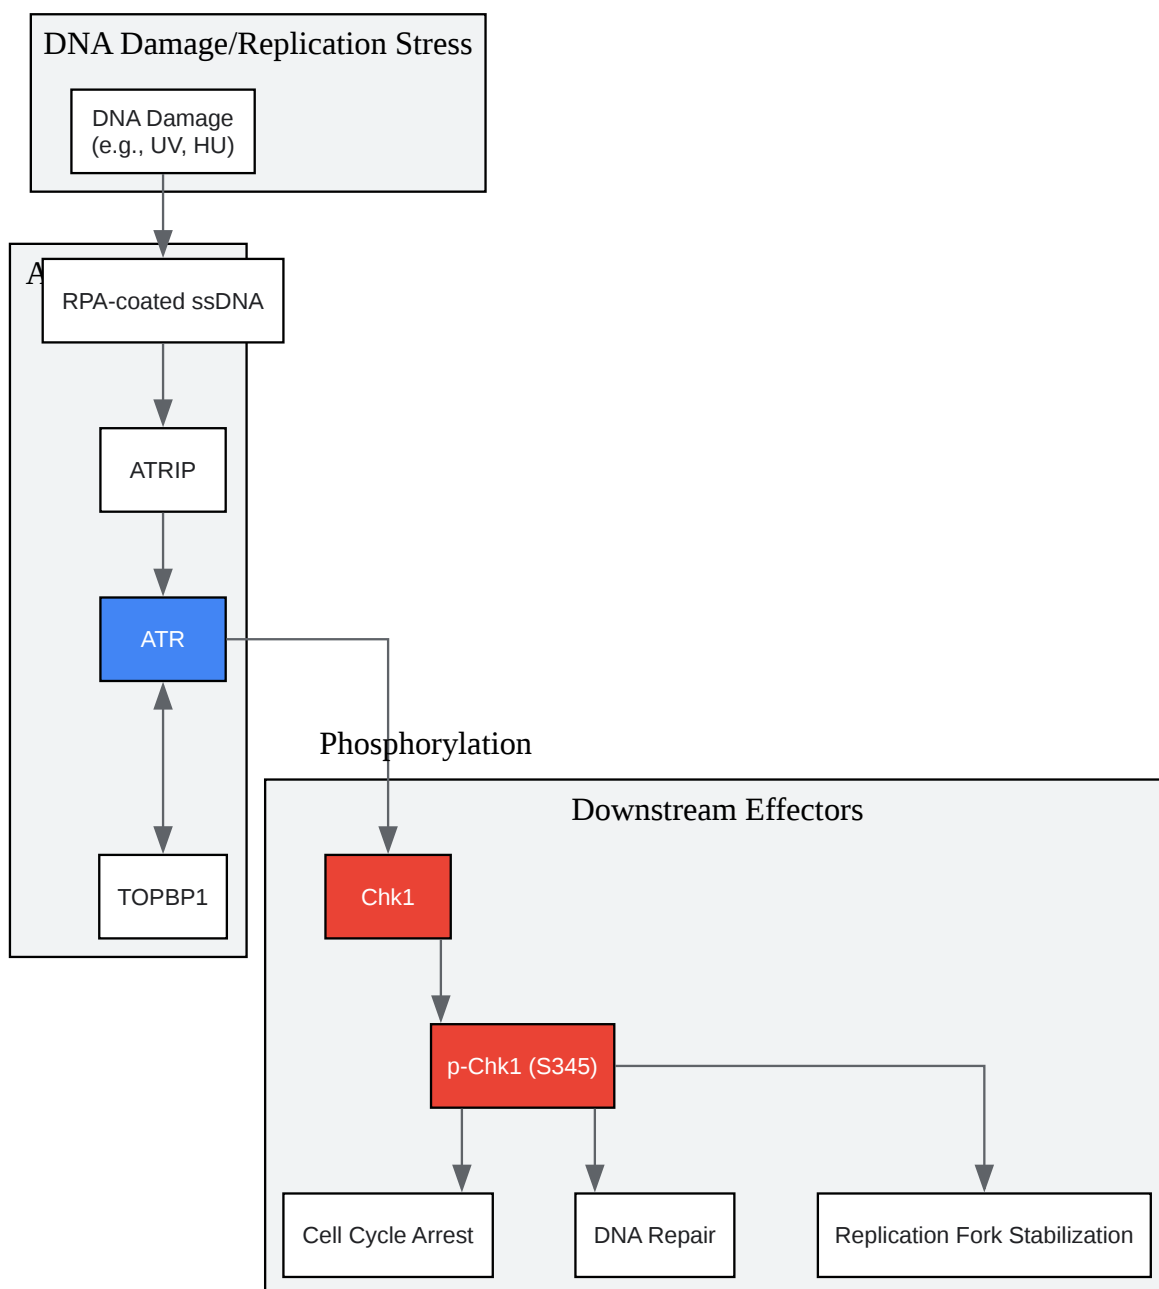 DNA Damage/Replication Stress
DNA Damage
(e.g., UV, HU)
RPA-coated ssDNA
ATRIP
ATR
Phosphorylation
Downstream Effectors
TOPBP1
Chk1
p-Chk1 (S345)
Cell Cycle Arrest
DNA Repair
Replication Fork Stabilization